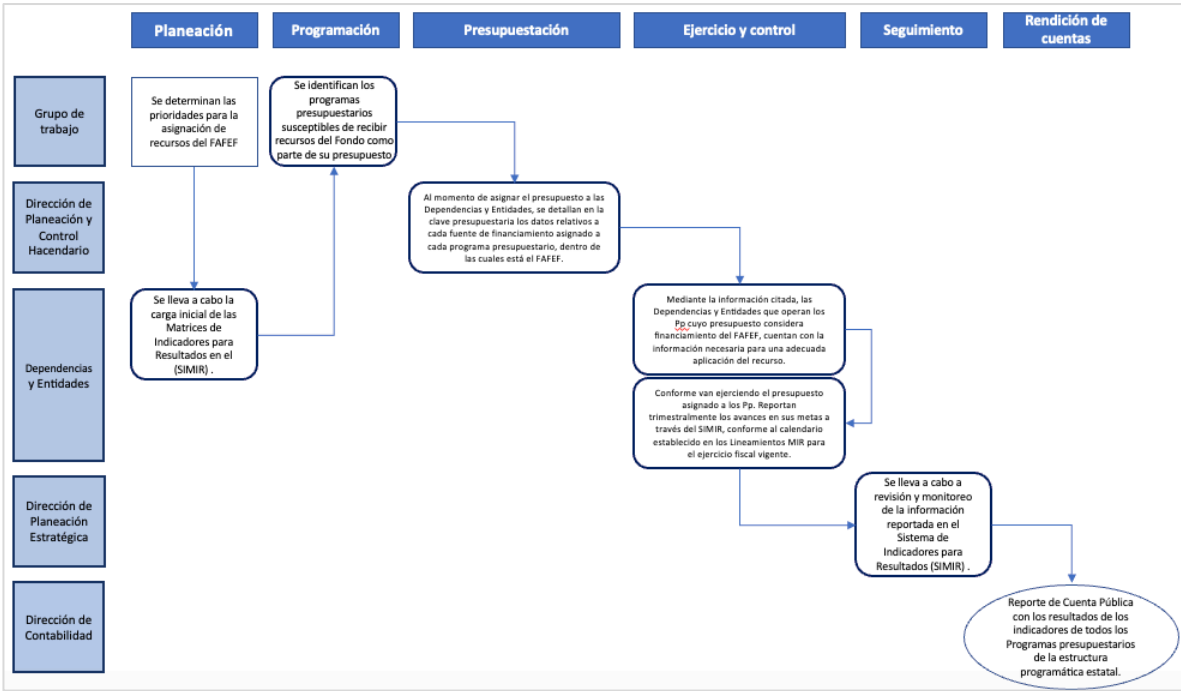 Planeación
Programación
Presupuestación
Ejercicio y control
Seguimiento
Rendición de
cuentas
Grupo de
trabajo
Se determinan las
prioridades para la
asignación de
recursos del FAFEF
Se identifican los
programas
presupuestarios
susceptibles de recibir
recursos del Fondo como
parte de su presupuesto
Dirección de
Planeación y
Control
Hacendario
Al momento de asignar el presupuesto a las
Dependencias y Entidades, se detallan en la
clave presupuestaria los datos relativos a
cada fuente de financiamiento asignado a
cada programa presupuestario, dentro de
las cuales está el FAFEF.
Dependencias
y Entidades
Se lleva a cabo la
carga inicial de las
Matrices de
Indicadores para
Resultados en el
(SIMIR) .
Mediante la información citada, las
Dependencias y Entidades que operan los
Pp cuyo presupuesto considera
financiamiento del FAFEF, cuentan con la
información necesaria para una adecuada
aplicación del recurso.
Conforme van ejerciendo el presupuesto
asignado a los Pp. Reportan
trimestralmente los avances en sus metas a
través del SIMIR, conforme al calendario
establecido en los Lineamientos MIR para
el ejercicio fiscal vigente.
Dirección de
Planeación
Estratégica
Se lleva a cabo a
revisión y monitoreo
de la información
reportada en el
Sistema de
Indicadores para
Resultados (SIMIR) .
Dirección de
Contabilidad
Reporte de Cuenta Pública
con los resultados de los
indicadores de todos los
Programas presupuestarios
de la estructura
programática estatal.